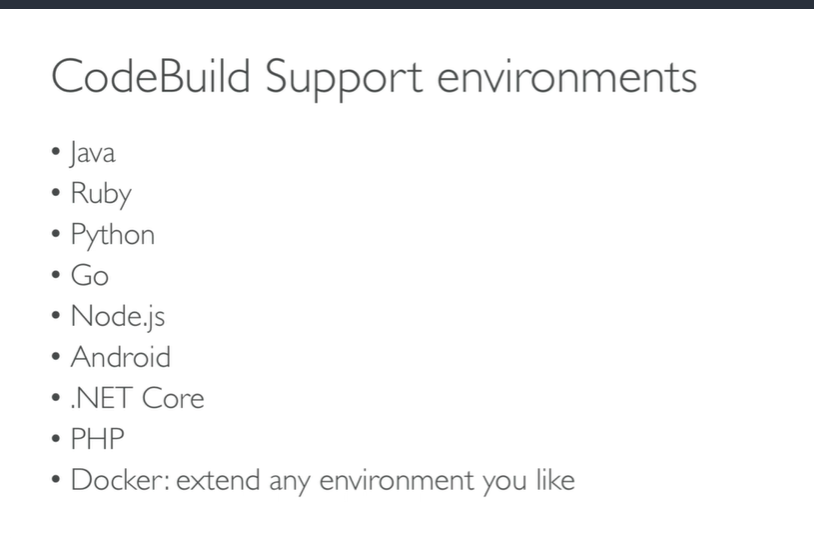 CodeBuild Support environments
• Java
• Ruby
• Python
• Go
• Node.js
• Android
• .NET Core
• PHP
• Docker: extend any environment you like